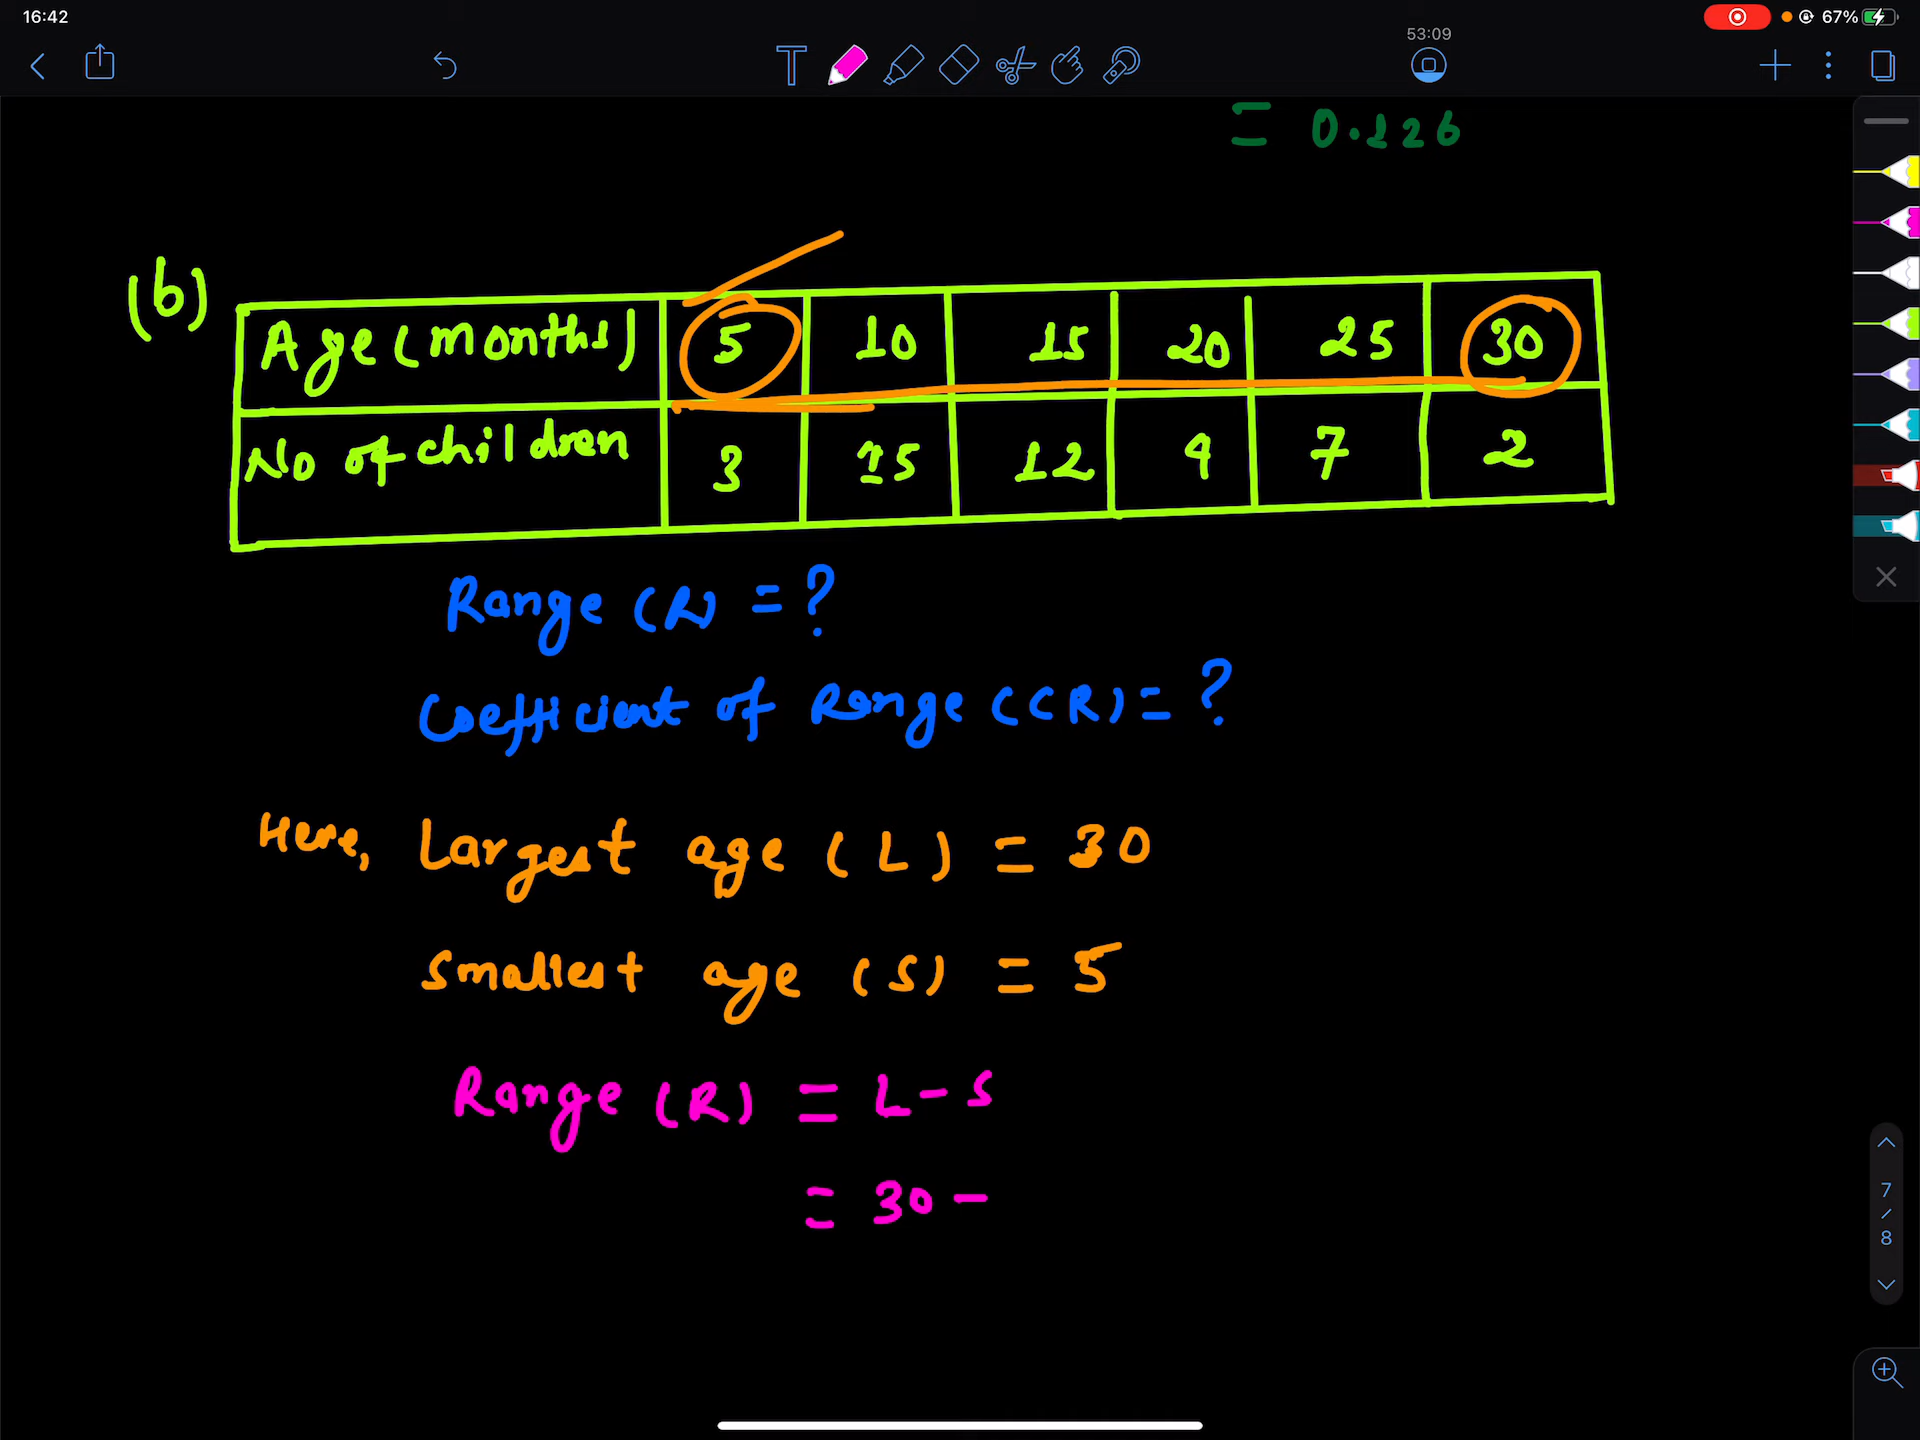 16:42
67%
53:09
= 0.126
(b)
Age (months) 5 10 15 20 25 30
No of children 3 15 12 4 7 2
Range (R) = ?
Coefficient of Range (CR) = ?
Here, Largest age (L) = 30
Smallest age (S) = 5
Range (R) = L - S
= 30 -
7
/
8